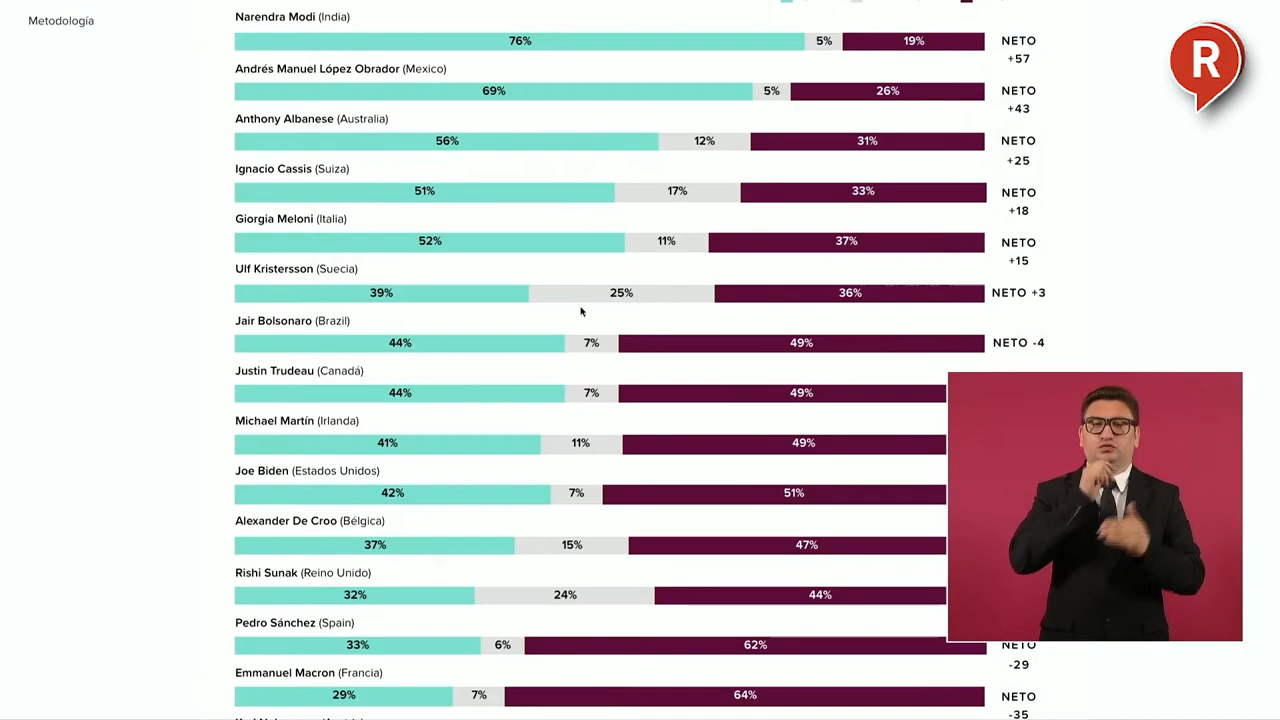 Metodología
R
Narendra Modi (India)
76% 5% 19% NETO
+57
Andrés Manuel López Obrador (Mexico)
69% 5% 26% NETO
+43
Anthony Albanese (Australia)
56% 12% 31% NETO
+25
Ignacio Cassis (Suiza)
51% 17% 33% NETO
+18
Giorgia Meloni (Italia)
52% 11% 37% NETO
+15
Ulf Kristersson (Suecia)
39% 25% 36% NETO +3
Jair Bolsonaro (Brazil)
44% 7% 49% NETO -4
Justin Trudeau (Canadá)
44% 7% 49%
Michael Martín (Irlanda)
41% 11% 49%
Joe Biden (Estados Unidos)
42% 7% 51%
Alexander De Croo (Bélgica)
37% 15% 47%
Rishi Sunak (Reino Unido)
32% 24% 44%
Pedro Sánchez (Spain)
33% 6% 62% NETO
-29
Emmanuel Macron (Francia)
29% 7% 64% NETO
-35